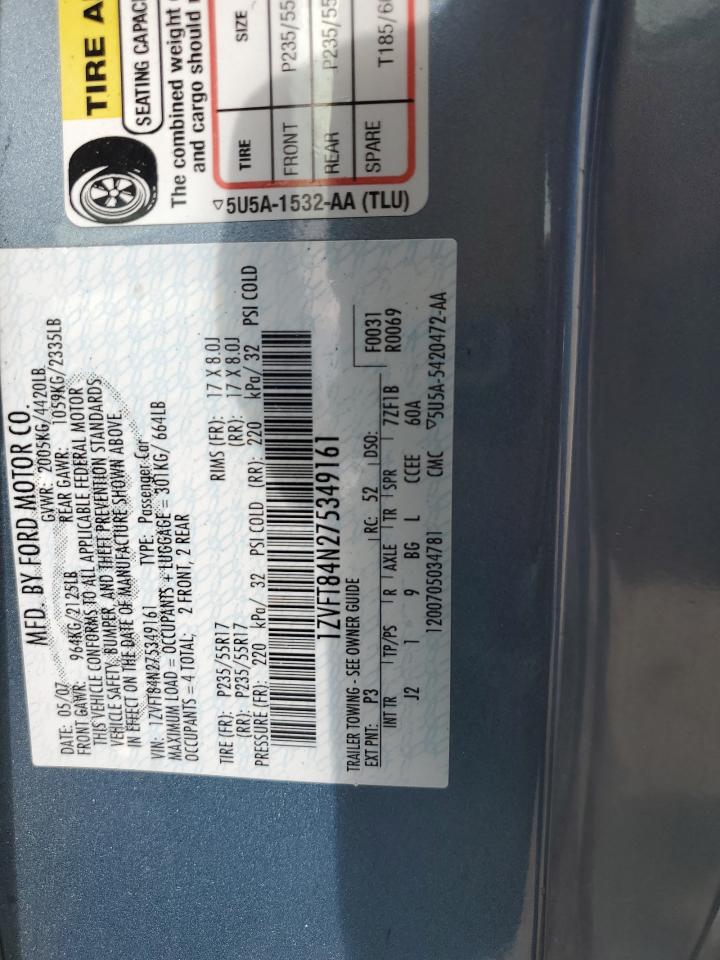 TIRE A
SEATING CAPAC
The combined weight
and cargo should
TIRE SIZE
FRONT P235/55
REAR P235/55
SPARE T185/6
5U5A-1532-AA (TLU)
MFD. BY FORD MOTOR CO.
DATE: 05/07 GVWR: 2005KG/4420LB
FRONT GAWR: 964KG/2125LB REAR GAWR: 1059KG/2335LB
THIS VEHICLE CONFORMS TO ALL APPLICABLE FEDERAL MOTOR
VEHICLE SAFETY, BUMPER, AND THEFT PREVENTION STANDARDS
IN EFFECT ON THE DATE OF MANUFACTURE SHOWN ABOVE.
VIN: 1ZVFT84N275349161 TYPE: Passenger Car
MAXIMUM LOAD = OCCUPANTS + LUGGAGE = 301KG/ 664LB
OCCUPANTS = 4 TOTAL; 2 FRONT, 2 REAR
TIRE (FR): P235/55R17 RIMS (FR): 17 X 8.0J
(RR): P235/55R17 (RR): 17 X 8.0J
PRESSURE (FR): 220 kPa/ 32 PSI COLD (RR): 220 kPa/ 32 PSI COLD
1ZVFT84N275349161
TRAILER TOWING - SEE OWNER GUIDE F0031
EXT PNT: P3 RC: 52 DSO: R0069
INT TR TP/PS R AXLE TR SPR 7ZF1B
J2 1 9 BG L CCEE 60A
1200705034781 CMC 5U5A-5420472-AA